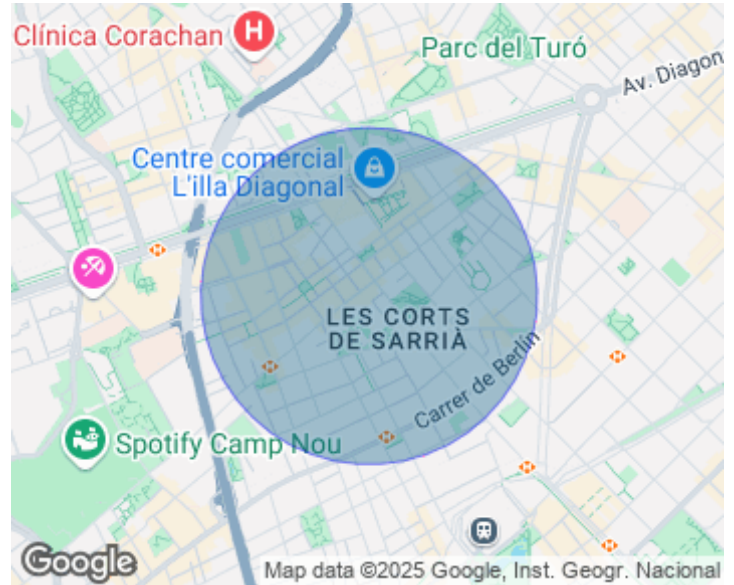 Clínica Corachan
H
Parc del Turó
Av. Diagon
Centre comercial
L'illa Diagonal
LES CORTS
DE SARRIÀ
Carrer de Berlín
Spotify Camp Nou
Google
Map data ©2025 Google, Inst. Geogr. Nacional